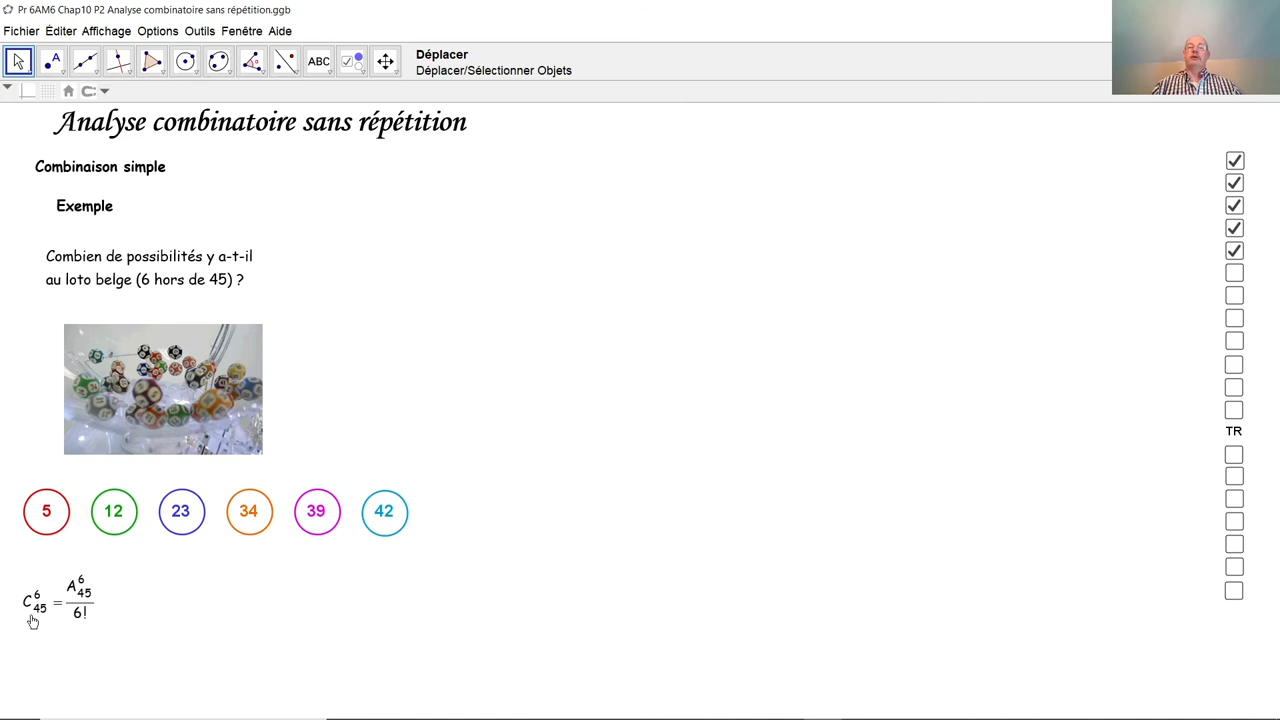 Pr 6AM6 Chap10 P2 Analyse combinatoire sans répétition.ggb
Fichier Éditer Affichage Options Outils Fenêtre Aide
A
ABC
Déplacer
Déplacer/Sélectionner Objets
Analyse combinatoire sans répétition
Combinaison simple
Exemple
Combien de possibilités y a-t-il
au loto belge (6 hors de 45) ?
5 12 23 34 39 42
C₄₅⁶ = A₄₅⁶ / 6!
TR